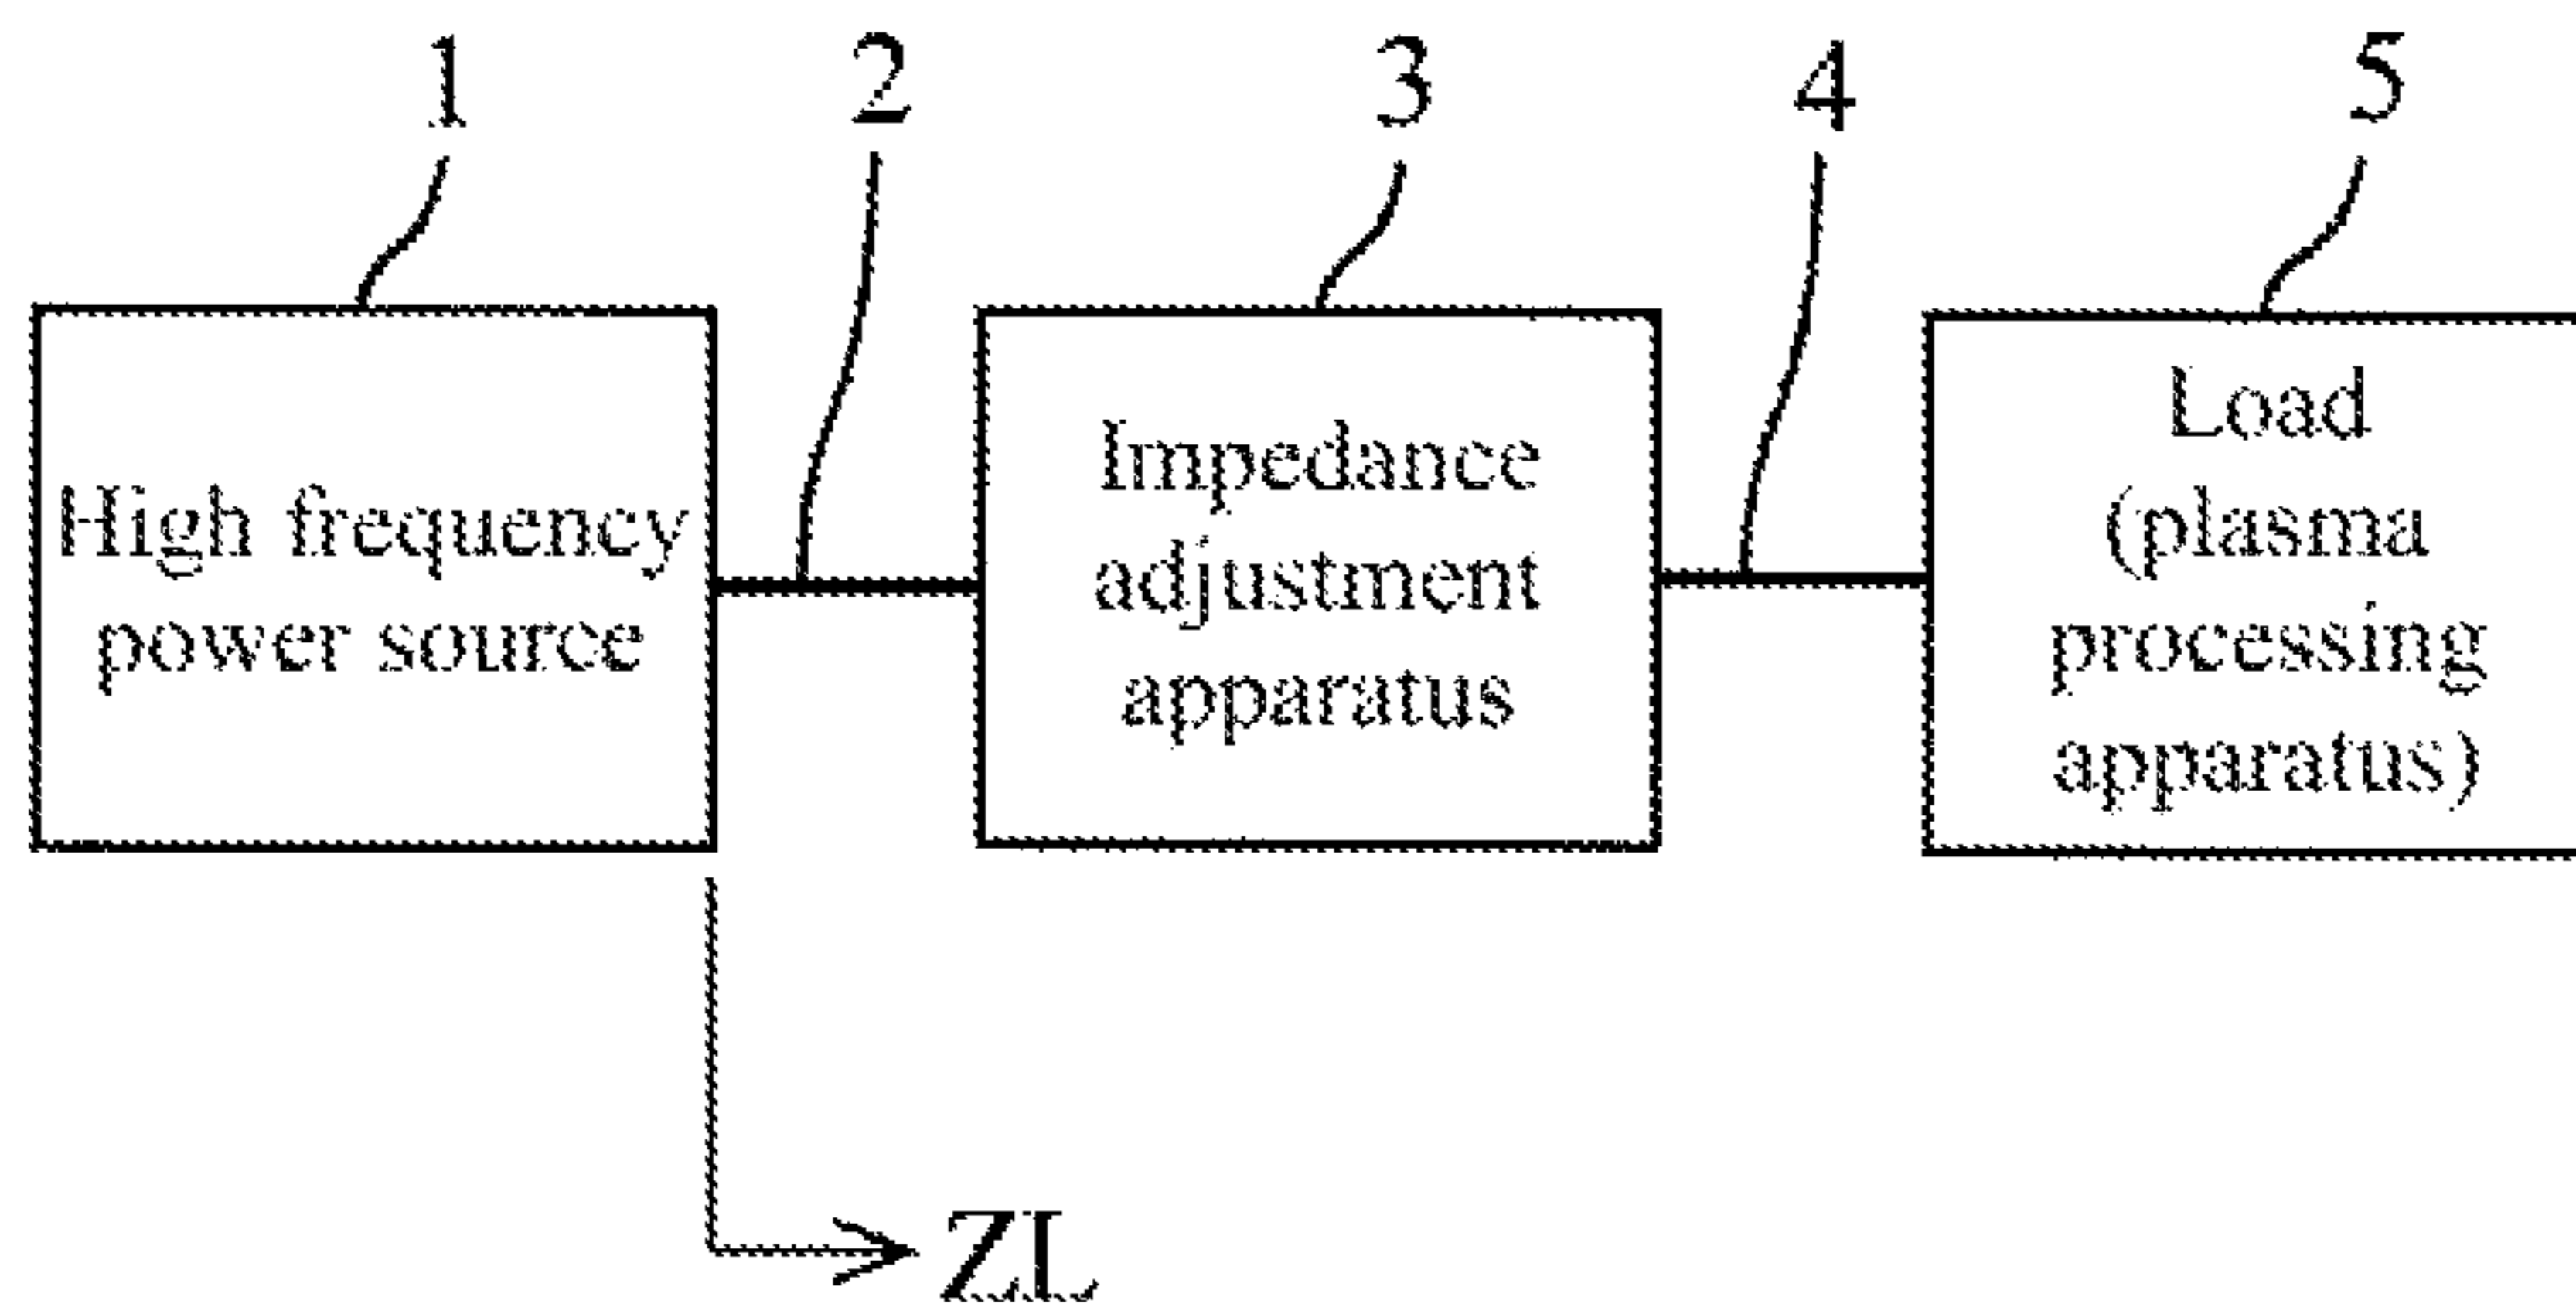 1 2 3 4 5
High frequency
power source
Impedance
adjustment
apparatus
Load
(plasma
processing
apparatus)
ZL